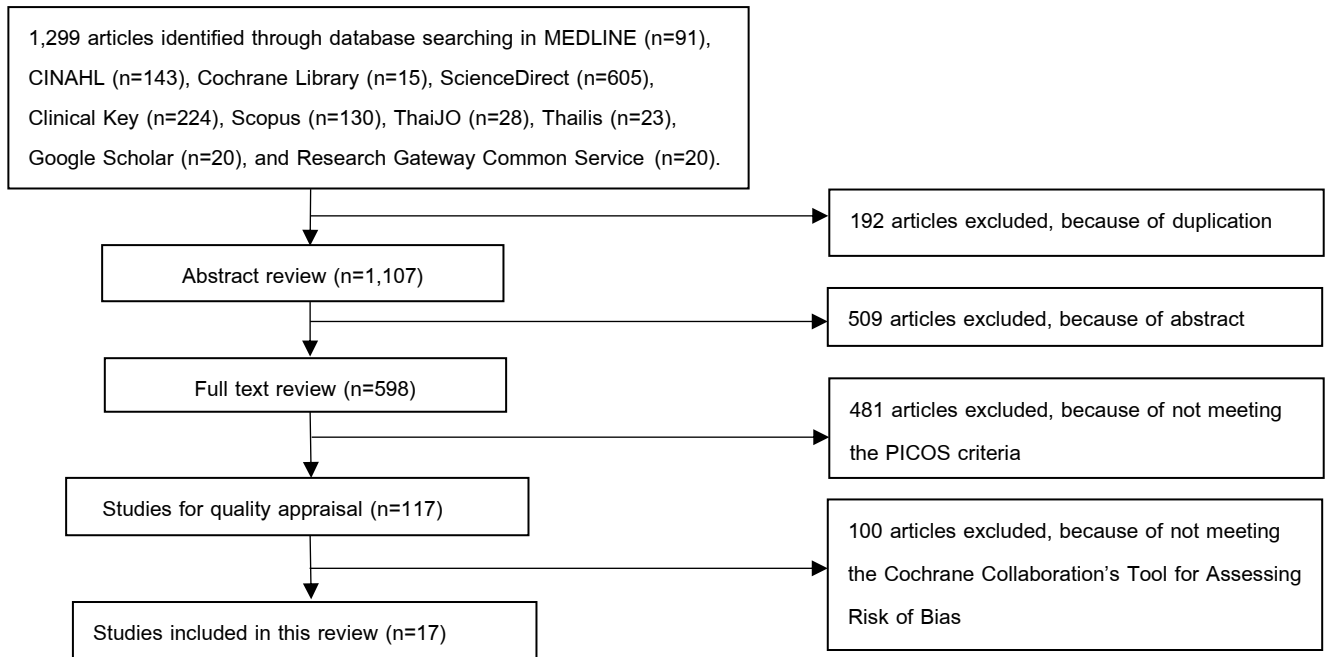 1,299 articles identified through database searching in MEDLINE (n=91),
CINAHL (n=143), Cochrane Library (n=15), ScienceDirect (n=605),
Clinical Key (n=224), Scopus (n=130), ThaiJO (n=28), Thailis (n=23),
Google Scholar (n=20), and Research Gateway Common Service (n=20).
192 articles excluded, because of duplication
Abstract review (n=1,107)
509 articles excluded, because of abstract
Full text review (n=598)
481 articles excluded, because of not meeting
the PICOS criteria
Studies for quality appraisal (n=117)
100 articles excluded, because of not meeting
the Cochrane Collaboration’s Tool for Assessing
Risk of Bias
Studies included in this review (n=17)